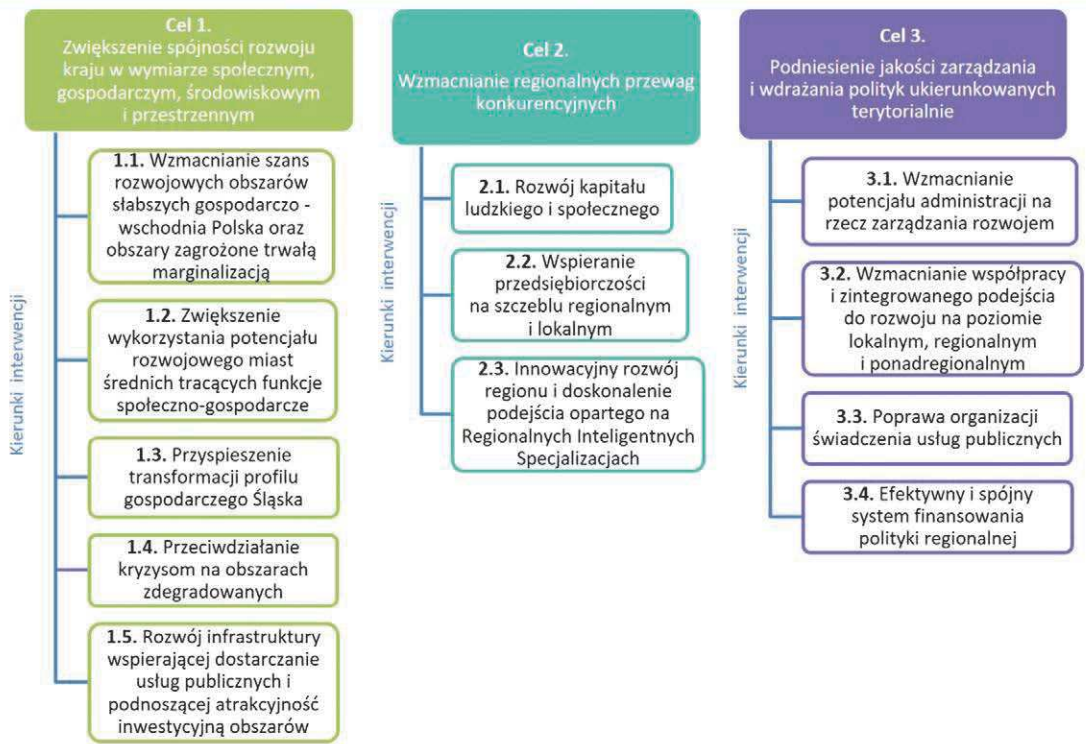 Cel 1.
Zwiększenie spójności rozwoju
kraju w wymiarze społecznym,
gospodarczym, środowiskowym
i przestrzennym
Kierunki interwencji
1.1. Wzmacnianie szans
rozwojowych obszarów
słabszych gospodarczo -
wschodnia Polska oraz
obszary zagrożone trwałą
marginalizacją
1.2. Zwiększenie
wykorzystania potencjału
rozwojowego miast
średnich tracących funkcje
społeczno-gospodarcze
1.3. Przyspieszenie
transformacji profilu
gospodarczego Śląska
1.4. Przeciwdziałanie
kryzysom na obszarach
zdegradowanych
1.5. Rozwój infrastruktury
wspierającej dostarczanie
usług publicznych i
podnoszącej atrakcyjność
inwestycyjną obszarów
Cel 2.
Wzmacnianie regionalnych przewag
konkurencyjnych
Kierunki interwencji
2.1. Rozwój kapitału
ludzkiego i społecznego
2.2. Wspieranie
przedsiębiorczości
na szczeblu regionalnym
i lokalnym
2.3. Innowacyjny rozwój
regionu i doskonalenie
podejścia opartego na
Regionalnych Inteligentnych
Specjalizacjach
Cel 3.
Podniesienie jakości zarządzania
i wdrażania polityk ukierunkowanych
terytorialnie
Kierunki interwencji
3.1. Wzmacnianie
potencjału administracji na
rzecz zarządzania rozwojem
3.2. Wzmacnianie współpracy
i zintegrowanego podejścia
do rozwoju na poziomie
lokalnym, regionalnym
i ponadregionalnym
3.3. Poprawa organizacji
świadczenia usług publicznych
3.4. Efektywny i spójny
system finansowania
polityki regionalnej